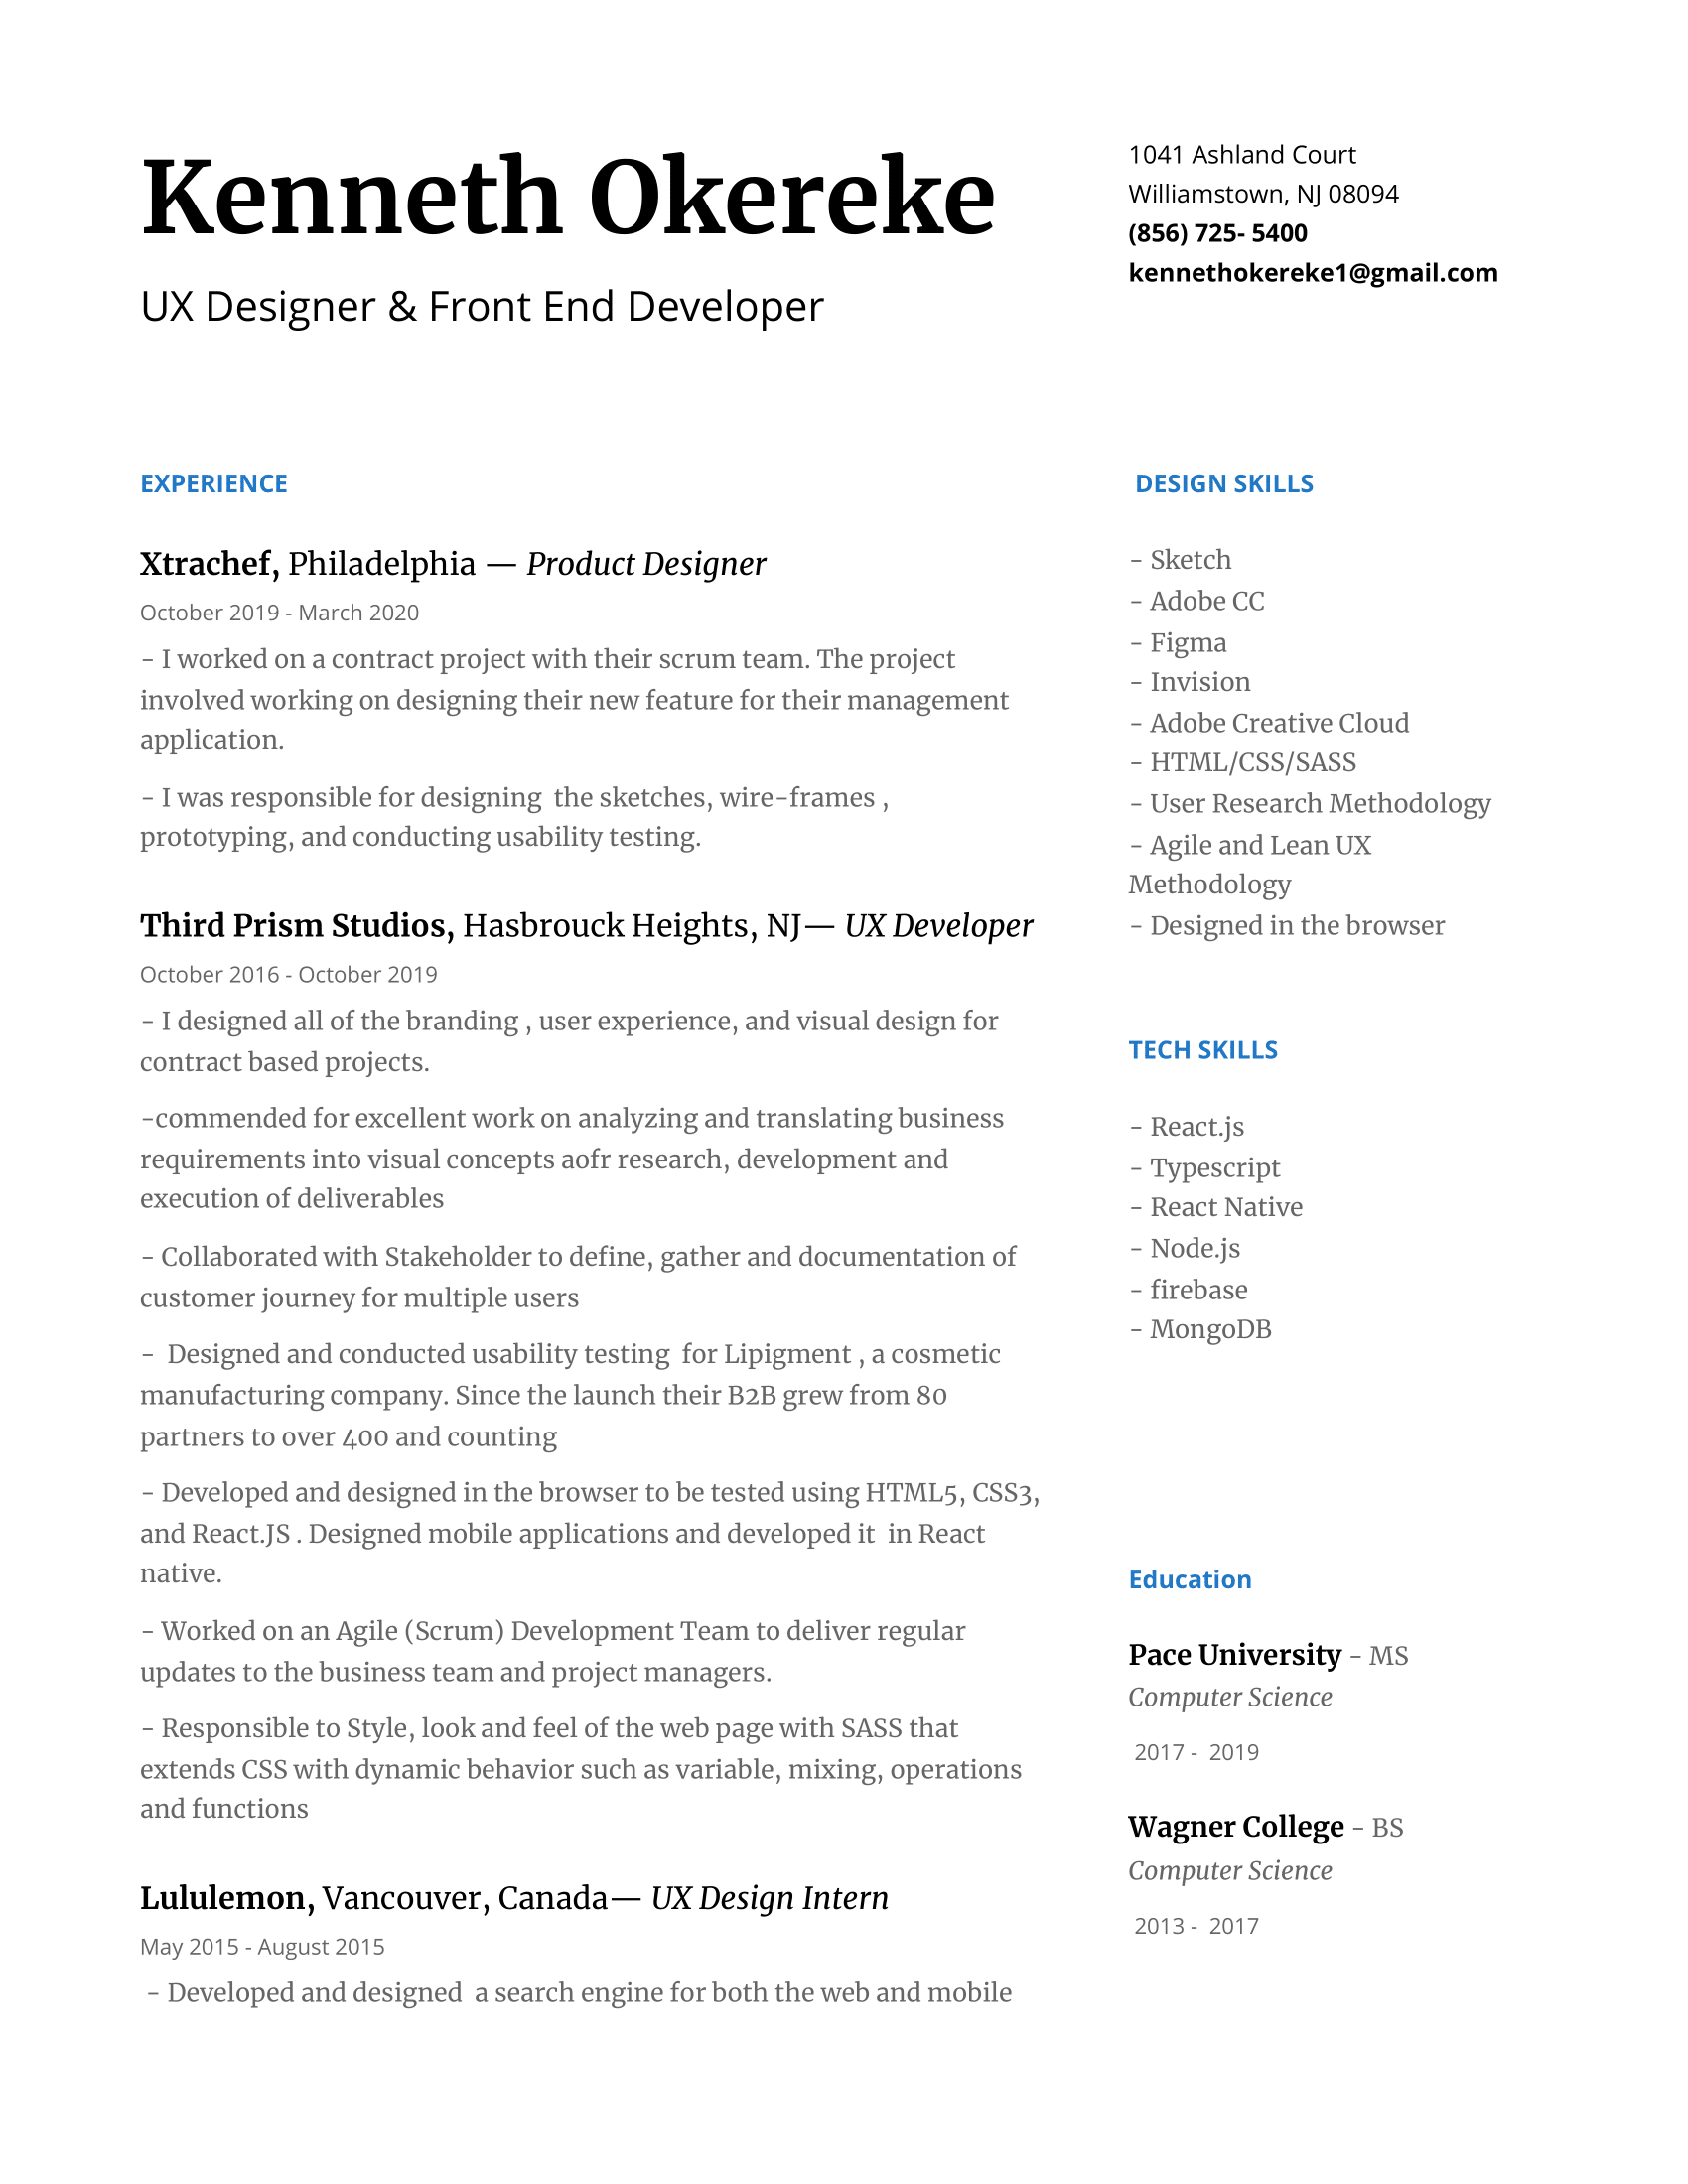 Kenneth Okereke
UX Designer & Front End Developer
1041 Ashland Court
Williamstown, NJ 08094
(856) 725- 5400
kennethokereke1@gmail.com
EXPERIENCE
Xtrachef, Philadelphia — Product Designer
October 2019 - March 2020
- I worked on a contract project with their scrum team. The project
involved working on designing their new feature for their management
application.
- I was responsible for designing  the sketches, wire-frames ,
prototyping, and conducting usability testing.
Third Prism Studios, Hasbrouck Heights, NJ— UX Developer
October 2016 - October 2019
- I designed all of the branding , user experience, and visual design for
contract based projects.
-commended for excellent work on analyzing and translating business
requirements into visual concepts aofr research, development and
execution of deliverables
- Collaborated with Stakeholder to define, gather and documentation of
customer journey for multiple users
-  Designed and conducted usability testing  for Lipigment , a cosmetic
manufacturing company. Since the launch their B2B grew from 80
partners to over 400 and counting
- Developed and designed in the browser to be tested using HTML5, CSS3,
and React.JS . Designed mobile applications and developed it  in React
native.
- Worked on an Agile (Scrum) Development Team to deliver regular
updates to the business team and project managers.
- Responsible to Style, look and feel of the web page with SASS that
extends CSS with dynamic behavior such as variable, mixing, operations
and functions
Lululemon, Vancouver, Canada— UX Design Intern
May 2015 - August 2015
- Developed and designed  a search engine for both the web and mobile
DESIGN SKILLS
- Sketch
- Adobe CC
- Figma
- Invision
- Adobe Creative Cloud
- HTML/CSS/SASS
- User Research Methodology
- Agile and Lean UX
Methodology
- Designed in the browser
TECH SKILLS
- React.js
- Typescript
- React Native
- Node.js
- firebase
- MongoDB
Education
Pace University - MS
Computer Science
2017 -  2019
Wagner College - BS
Computer Science
2013 -  2017